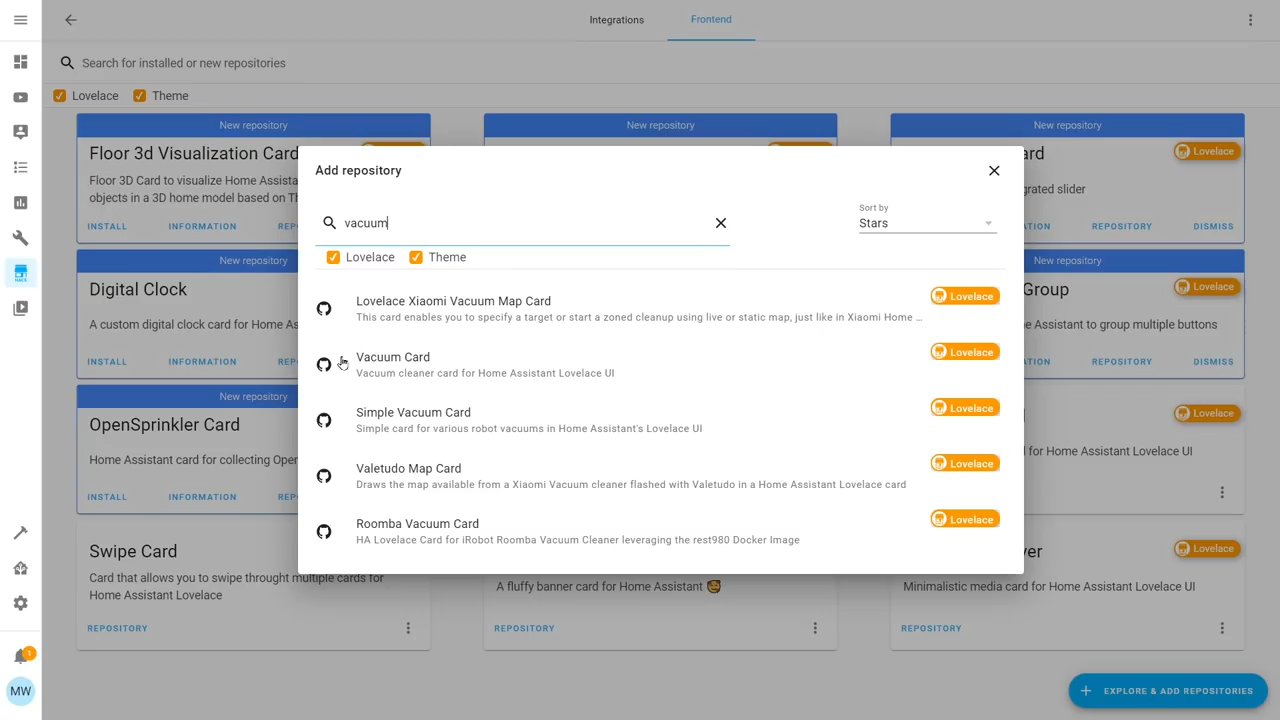 Integrations
Frontend
Search for installed or new repositories
Lovelace
Theme
New repository
New repository
New repository
Floor 3d Visualization Card
Floor 3D Card to visualize Home Assista
objects in a 3D home model based on Th
INSTALL
INFORMATION
REP
ard
Lovelace
grated slider
ATION
REPOSITORY
DISMISS
Add repository
vacuum
Sort by
Stars
Lovelace
Theme
Lovelace Xiaomi Vacuum Map Card
Lovelace
This card enables you to specify a target or start a zoned cleanup using live or static map, just like in Xiaomi Home …
Vacuum Card
Lovelace
Vacuum cleaner card for Home Assistant Lovelace UI
Simple Vacuum Card
Lovelace
Simple card for various robot vacuums in Home Assistant's Lovelace UI
Valetudo Map Card
Lovelace
Draws the map available from a Xiaomi Vacuum cleaner flashed with Valetudo in a Home Assistant Lovelace card
Roomba Vacuum Card
Lovelace
HA Lovelace Card for iRobot Roomba Vacuum Cleaner leveraging the rest980 Docker Image
New repository
Digital Clock
A custom digital clock card for Home As
INSTALL
INFORMATION
REP
New repository
Group
Lovelace
Assistant to group multiple buttons
ATION
REPOSITORY
DISMISS
New repository
OpenSprinkler Card
Home Assistant card for collecting Oper
INSTALL
INFORMATION
REP
Lovelace
for Home Assistant Lovelace UI
Swipe Card
Card that allows you to swipe throught multiple cards for
Home Assistant Lovelace
REPOSITORY
A fluffy banner card for Home Assistant 🥰
REPOSITORY
er
Lovelace
Minimalistic media card for Home Assistant Lovelace UI
REPOSITORY
HACS
1
MW
EXPLORE & ADD REPOSITORIES